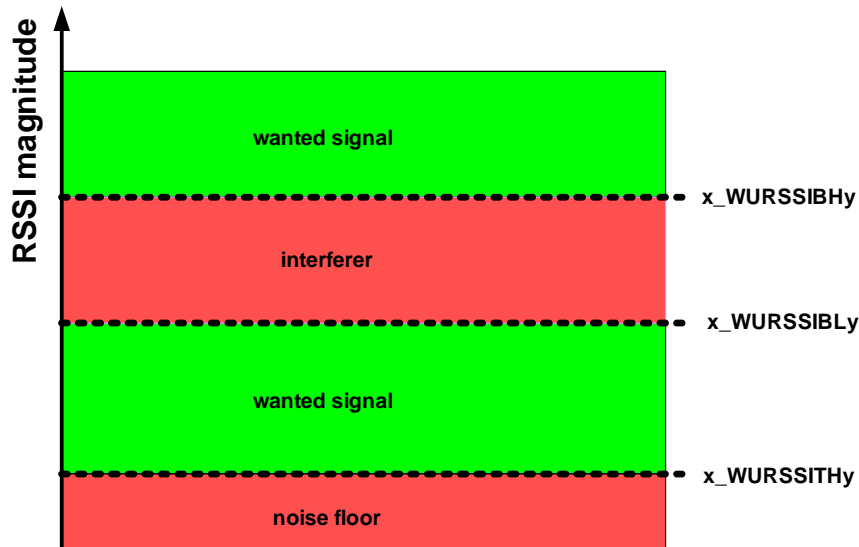 RSSI magnitude
wanted signal
x_WURSSIBHy
interferer
x_WURSSIBLy
wanted signal
x_WURSSITHy
noise floor